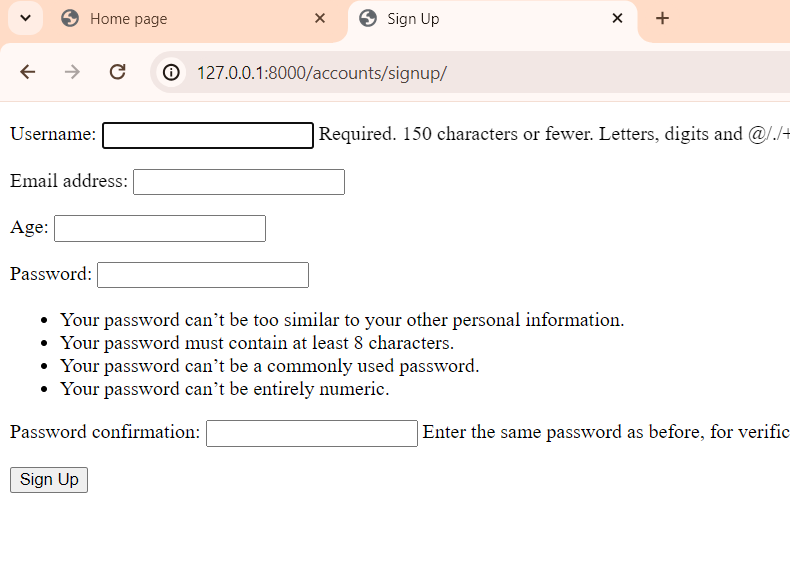 Home page
Sign Up
127.0.0.1:8000/accounts/signup/
Username: Required. 150 characters or fewer. Letters, digits and @/./+
Email address:
Age:
Password:
• Your password can’t be too similar to your other personal information.
• Your password must contain at least 8 characters.
• Your password can’t be a commonly used password.
• Your password can’t be entirely numeric.
Password confirmation: Enter the same password as before, for verific
Sign Up